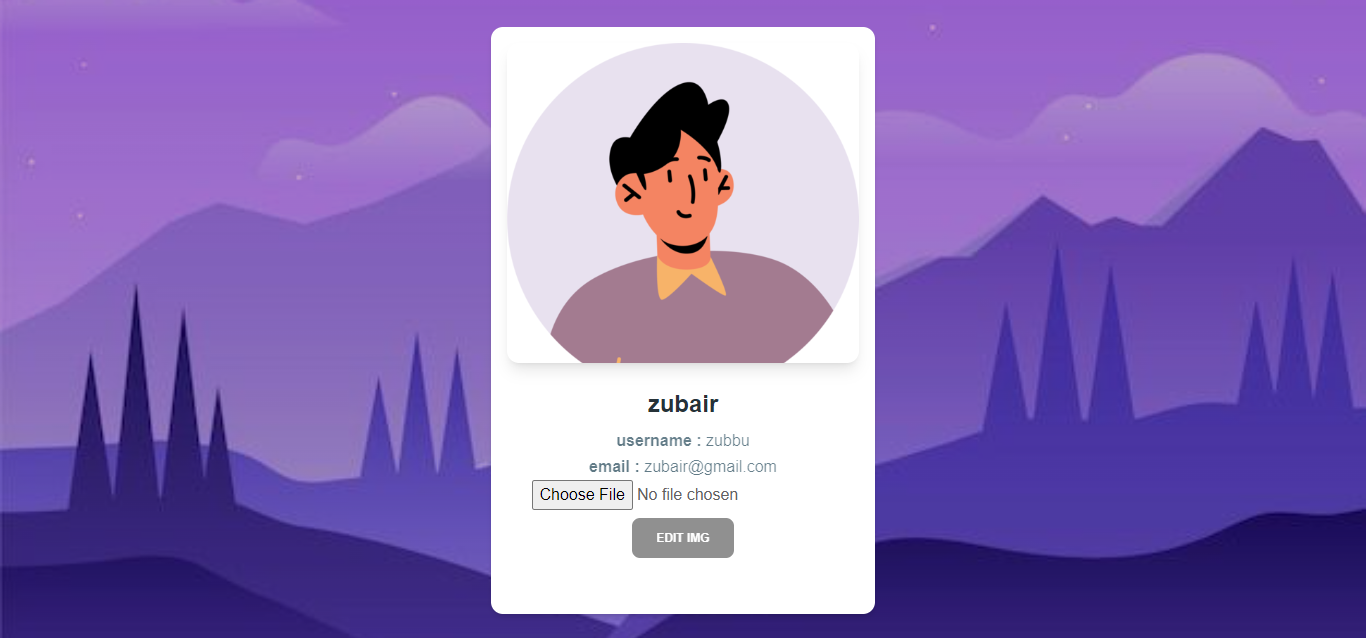 zubair
username : zubbu
email : zubair@gmail.com
Choose File No file chosen
EDIT IMG